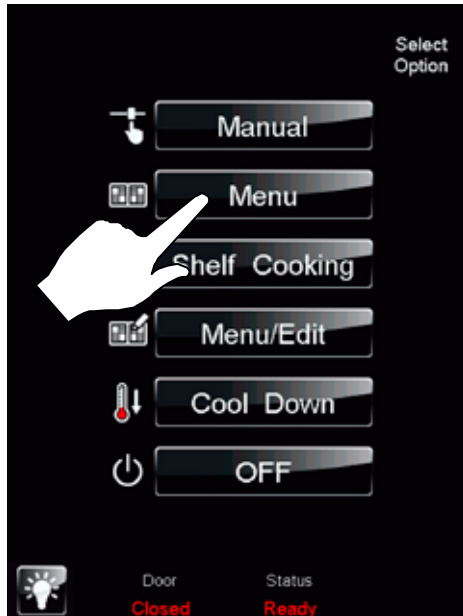 Select
Option
Manual
Menu
Shelf Cooking
Menu/Edit
Cool Down
OFF
Door Status
Closed Ready